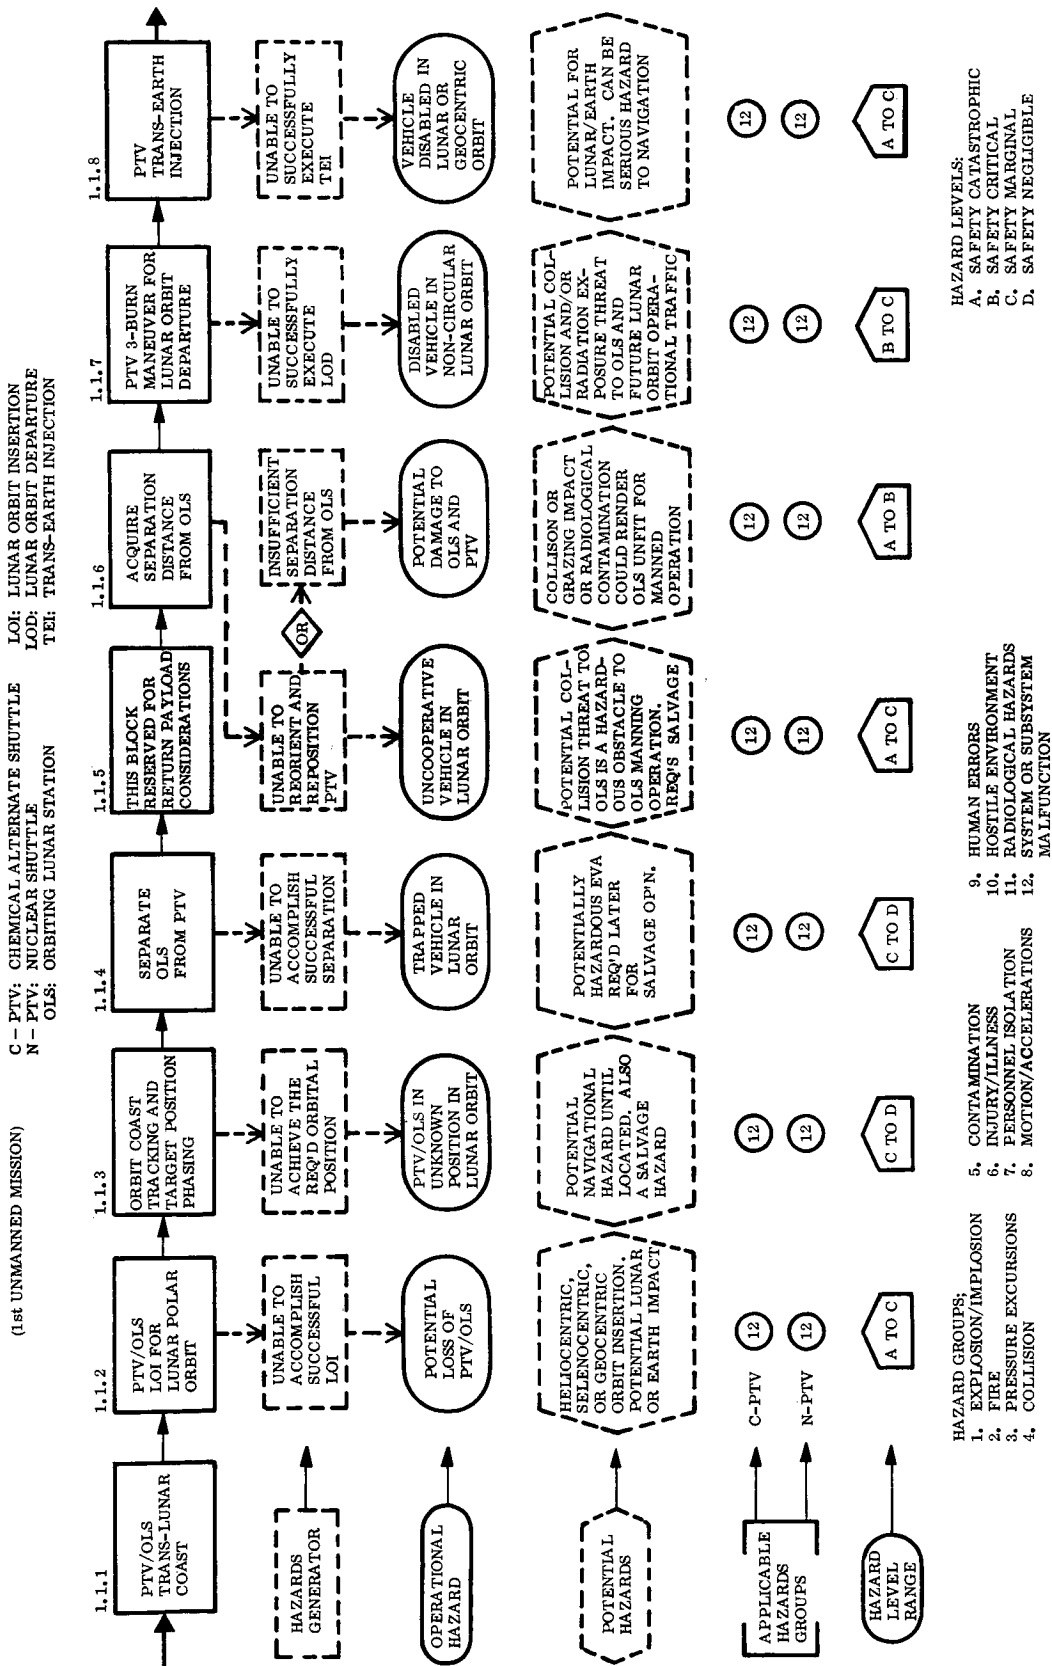 (1st UNMANNED MISSION)
C - PTV: CHEMICAL ALTERNATE SHUTTLE
N - PTV: NUCLEAR SHUTTLE
OLS: ORBITING LUNAR STATION
LOI: LUNAR ORBIT INSERTION
LOD: LUNAR ORBIT DEPARTURE
TEI: TRANS-EARTH INJECTION
1.1.1
PTV/OLS
TRANS-LUNAR
COAST
1.1.2
PTV/OLS
LOI FOR
LUNAR POLAR
ORBIT
1.1.3
ORBIT COAST
TRACKING AND
TARGET POSITION
PHASING
1.1.4
SEPARATE
OLS
FROM PTV
1.1.5
THIS BLOCK
RESERVED FOR
RETURN PAYLOAD
CONSIDERATIONS
1.1.6
ACQUIRE
SEPARATION
DISTANCE
FROM OLS
1.1.7
PTV 3-BURN
MANEUVER FOR
LUNAR ORBIT
DEPARTURE
1.1.8
PTV
TRANS-EARTH
INJECTION
HAZARDS
GENERATOR
UNABLE TO
ACCOMPLISH
SUCCESSFUL
LOI
UNABLE TO
ACHIEVE THE
REQ'D ORBITAL
POSITION
UNABLE TO
ACCOMPLISH
SUCCESSFUL
SEPARATION
UNABLE TO
REORIENT AND
REPOSITION
PTV
OR
INSUFFICIENT
SEPARATION
DISTANCE
FROM OLS
UNABLE TO
SUCCESSFULLY
EXECUTE
LOD
UNABLE TO
SUCCESSFULLY
EXECUTE
TEI
OPERATIONAL
HAZARD
POTENTIAL
LOSS OF
PTV/OLS
PTV/OLS IN
UNKNOWN
POSITION IN
LUNAR ORBIT
TRAPPED
VEHICLE IN
LUNAR
ORBIT
UNCOOPERATIVE
VEHICLE IN
LUNAR ORBIT
POTENTIAL
DAMAGE TO
OLS AND
PTV
DISABLED
VEHICLE IN
NON-CIRCULAR
LUNAR ORBIT
VEHICLE
DISABLED IN
LUNAR OR
GEOCENTRIC
ORBIT
POTENTIAL
HAZARDS
HELIOCENTRIC,
SELENOCENTRIC,
OR GEOCENTRIC
ORBIT INSERTION.
POTENTIAL LUNAR
OR EARTH IMPACT
POTENTIAL
NAVIGATIONAL
HAZARD UNTIL
LOCATED. ALSO
A SALVAGE
HAZARD
POTENTIALLY
HAZARDOUS EVA
REQ'D LATER
FOR
SALVAGE OP'N.
POTENTIAL COL-
LISION THREAT TO
OLS IS A HAZARD-
OUS OBSTACLE TO
OLS MANNING
OPERATION.
REQ'S SALVAGE
COLLISON OR
GRAZING IMPACT
OR RADIOLOGICAL
CONTAMINATION
COULD RENDER
OLS UNFIT FOR
MANNED
OPERATION
POTENTIAL COL-
LISION AND/OR
RADIATION EX-
POSURE THREAT
TO OLS AND
FUTURE LUNAR
ORBIT OPERA-
TIONAL TRAFFIC
POTENTIAL FOR
LUNAR/EARTH
IMPACT. CAN BE
SERIOUS HAZARD
TO NAVIGATION
APPLICABLE
HAZARDS
GROUPS
C-PTV
12
12
12
12
12
12
12
N-PTV
12
12
12
12
12
12
12
HAZARD
LEVEL
RANGE
A TO C
C TO D
C TO D
A TO C
A TO B
B TO C
A TO C
HAZARD GROUPS;
1. EXPLOSION/IMPLOSION
2. FIRE
3. PRESSURE EXCURSIONS
4. COLLISION
5. CONTAMINATION
6. INJURY/ILLNESS
7. PERSONNEL ISOLATION
8. MOTION/ACCELERATIONS
9. HUMAN ERRORS
10. HOSTILE ENVIRONMENT
11. RADIOLOGICAL HAZARDS
12. SYSTEM OR SUBSYSTEM
MALFUNCTION
HAZARD LEVELS:
A. SAFETY CATASTROPHIC
B. SAFETY CRITICAL
C. SAFETY MARGINAL
D. SAFETY NEGLIGIBLE